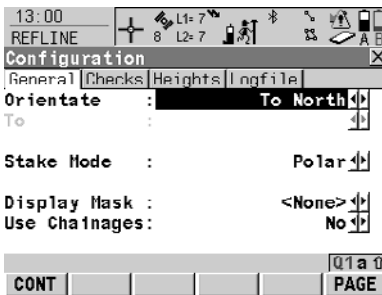 13:00 L1= 7
REFLINE 8 L2= 7 A B
Configuration X
General Checks Heights Logfile
Orientate : To North
To :
Stake Mode : Polar
Display Mask : <None>
Use Chainages: No
Q1a
CONT PAGE